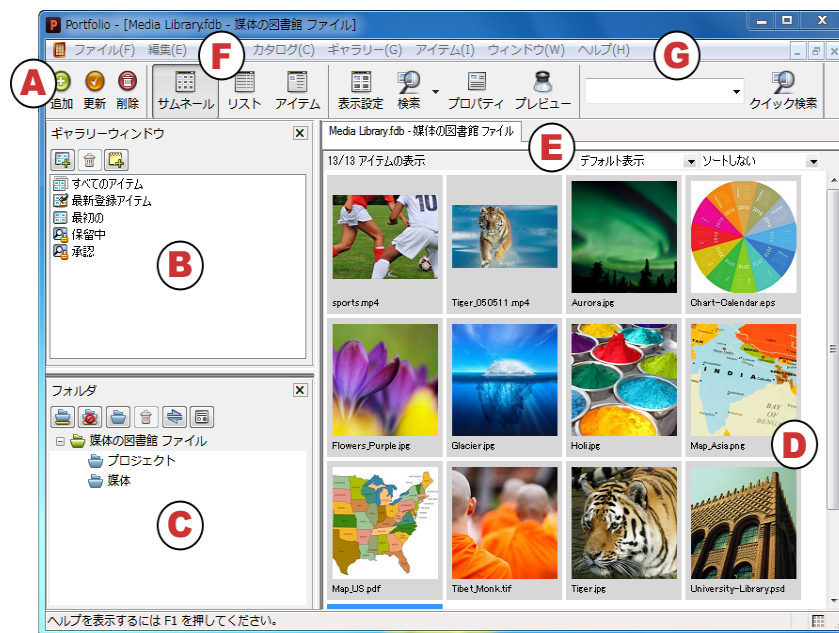 Portfolio - [Media Library.fdb - 媒体の図書館 ファイル]
ファイル(F) 編集(E) カタログ(C) ギャラリー(G) アイテム(I) ウィンドウ(W) ヘルプ(H)
A
F
G
追加 更新 削除 サムネール リスト アイテム 表示設定 検索 プロパティ プレビュー クイック検索
ギャラリーウィンドウ
すべてのアイテム
最新登録アイテム
最初の
保留中
承認
B
フォルダ
媒体の図書館 ファイル
プロジェクト
媒体
C
Media Library.fdb - 媒体の図書館 ファイル
E
13/13 アイテムの表示 デフォルト表示 ソートしない
10
sports.mp4 Tiger_050511.mp4 Aurora.jpg Chart-Calendar.eps
INDIA
BAY OF
Flowers_Purple.jpg Glacier.jpg Holi.jpg Map_Asia.png
D
Map_US.pdf Tibet_Monk.tif Tiger.jpg University-Library.psd
ヘルプを表示するには F1 を押してください。